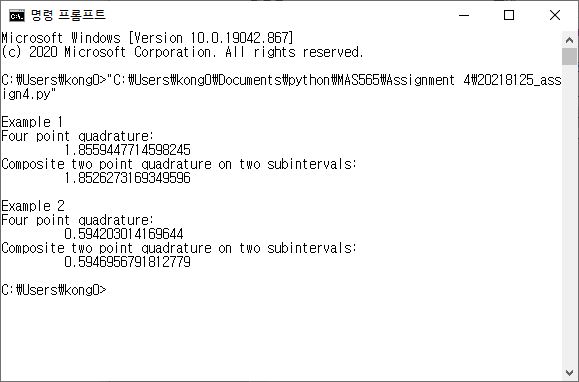 명령 프롬프트
Microsoft Windows [Version 10.0.19042.867]
(c) 2020 Microsoft Corporation. All rights reserved.
C:₩Users₩kong0>"C:₩Users₩kong0₩Documents₩python₩MAS565₩Assignment 4₩20218125_ass
ign4.py"
Example 1
Four point quadrature:
1.8559447714598245
Composite two point quadrature on two subintervals:
1.8526273169349596
Example 2
Four point quadrature:
0.594203014169644
Composite two point quadrature on two subintervals:
0.5946956791812779
C:₩Users₩kong0>